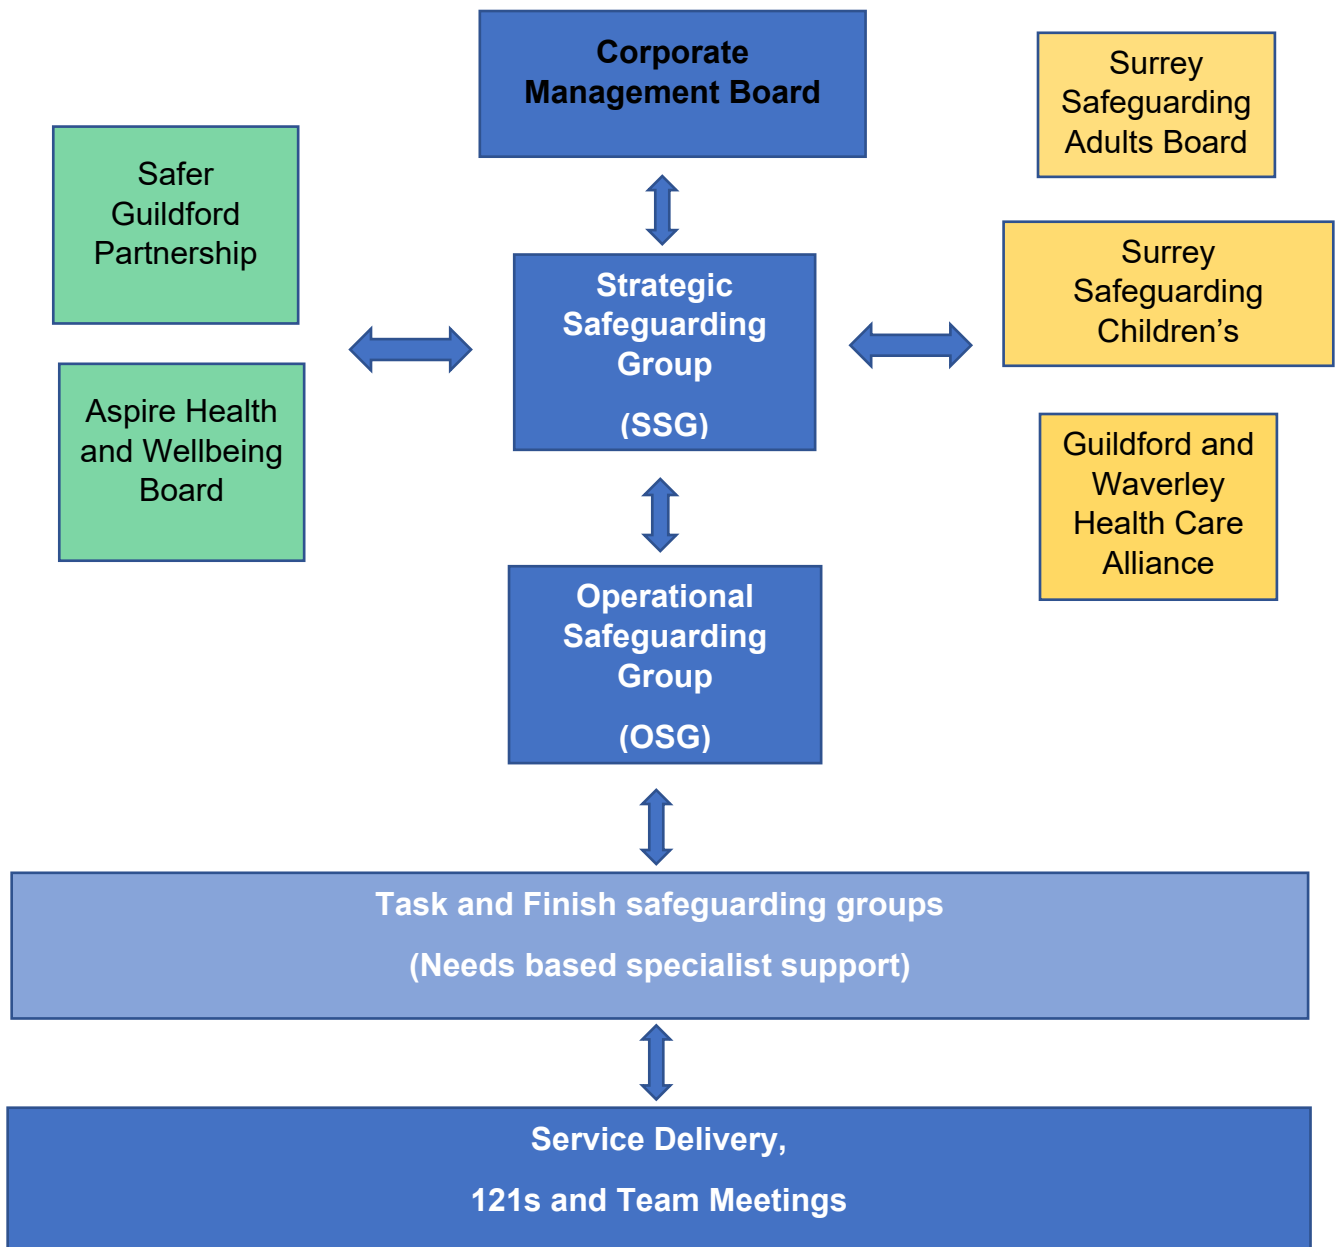 Corporate
Management Board
Surrey
Safeguarding
Adults Board
Safer
Guildford
Partnership
Strategic
Safeguarding
Group
(SSG)
Surrey
Safeguarding
Children’s
Aspire Health
and Wellbeing
Board
Guildford and
Waverley
Health Care
Alliance
Operational
Safeguarding
Group
(OSG)
Task and Finish safeguarding groups
(Needs based specialist support)
Service Delivery,
121s and Team Meetings